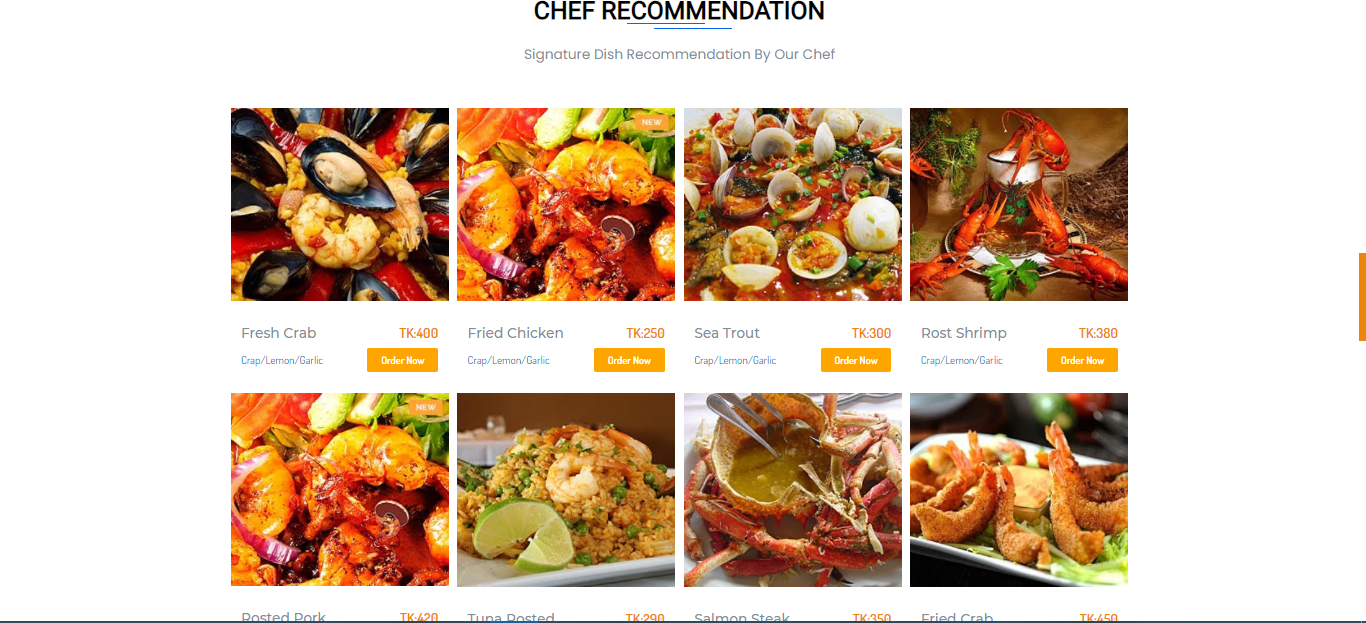 CHEF RECOMMENDATION
Signature Dish Recommendation By Our Chef
NEW
Fresh Crab TK:400
Crap/Lemon/Garlic Order Now
Fried Chicken TK:250
Crap/Lemon/Garlic Order Now
Sea Trout TK:300
Crap/Lemon/Garlic Order Now
Rost Shrimp TK:380
Crap/Lemon/Garlic Order Now
NEW
Rosted Pork TK:420
Tuna Rosted TK:290
Salmon Steak TK:350
Fried Crab TK:450